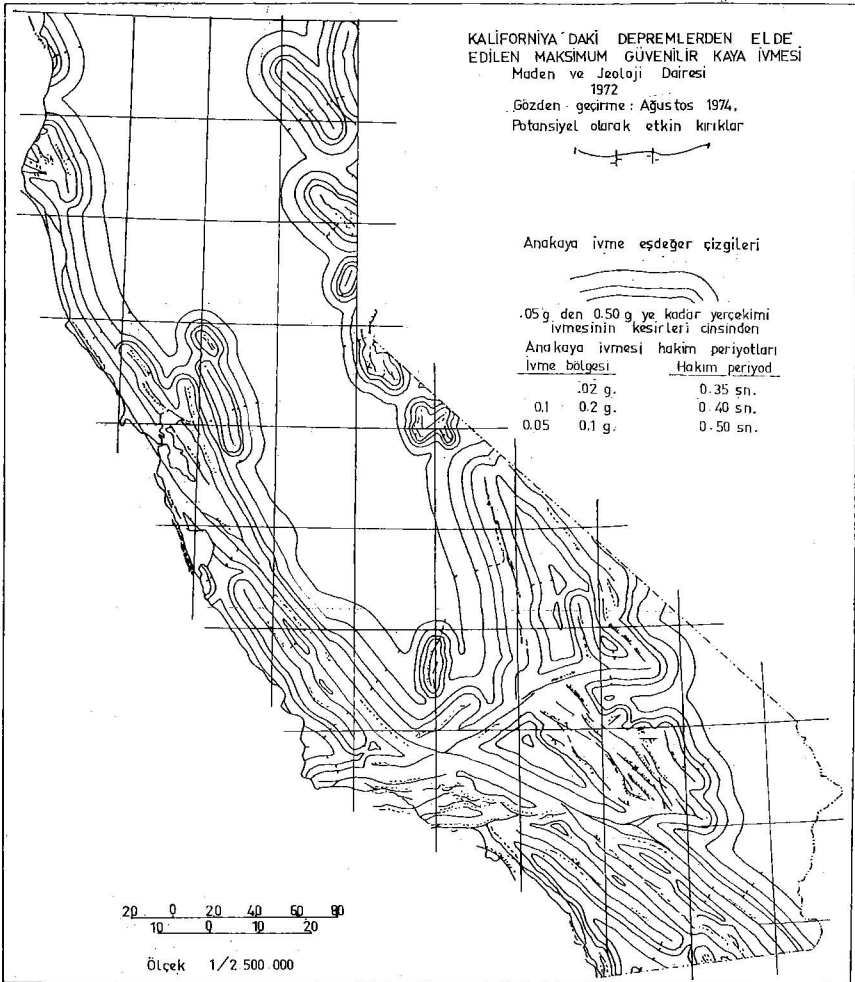 KALİFORNİYA'DAKİ DEPREMLERDEN ELDE
EDİLEN MAKSİMUM GÜVENİLİR KAYA İVMESİ
Maden ve Jeoloji Dairesi
1972
Gözden geçirme: Ağustos 1974.
Potansiyel olarak etkin kırıklar
Anakaya ivme eşdeğer çizgileri
.05 g den 0.50 g ye kadar yerçekimi
ivmesinin kesirleri cinsinden
Anakaya ivmesi hakim periyotları
İvme bölgesi Hakim periyod
.02 g. 0.35 sn.
0.1 0.2 g. 0.40 sn.
0.05 0.1 g. 0.50 sn.
20 0 20 40 60 80
10 0 10 20
Ölçek 1/2 500 000